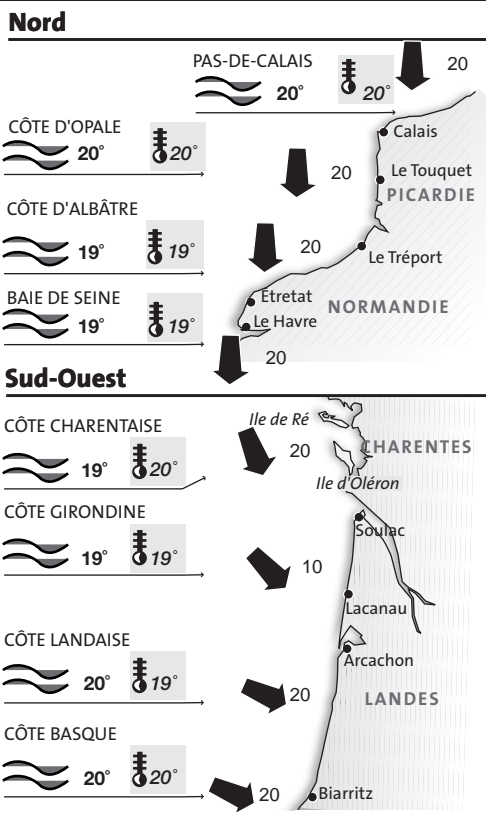 Nord
PAS-DE-CALAIS
20
20°
20°
Calais
CÔTE D'OPALE
20°
20°
20
Le Touquet
PICARDIE
CÔTE D'ALBÂTRE
19°
19°
20
Le Tréport
BAIE DE SEINE
19°
19°
Etretat
Le Havre
NORMANDIE
20
Sud-Ouest
CÔTE CHARENTAISE
19°
20°
Ile de Ré
20
CHARENTES
Ile d'Oléron
CÔTE GIRONDINE
19°
19°
Soulac
10
Lacanau
CÔTE LANDAISE
20°
19°
Arcachon
20
LANDES
CÔTE BASQUE
20°
20°
20
Biarritz